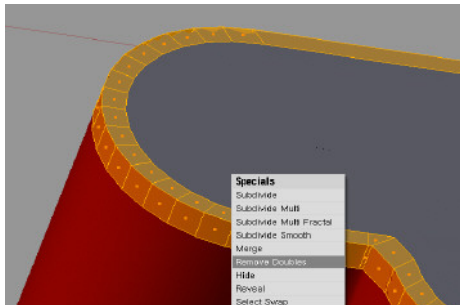 Specials
Subdivide
Subdivide Multi
Subdivide Multi Fractal
Subdivide Smooth
Merge
Remove Doubles
Hide
Reveal
Select Swap